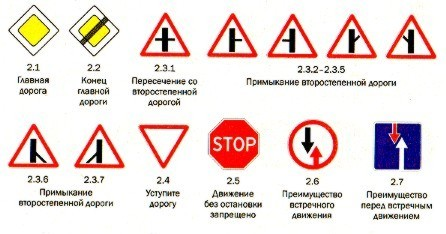 2.1
Главная
дорога
2.2
Конец
главной
дороги
2.3.1
Пересечение со
второстепенной
дорогой
2.3.2–2.3.5
Примыкание второстепенной дороги
2.3.6
2.3.7
Примыкание
второстепенной дороги
2.4
Уступите
дорогу
STOP
2.5
Движение
без остановки
запрещено
2.6
Преимущество
встречного
движения
2.7
Преимущество
перед встречным
движением